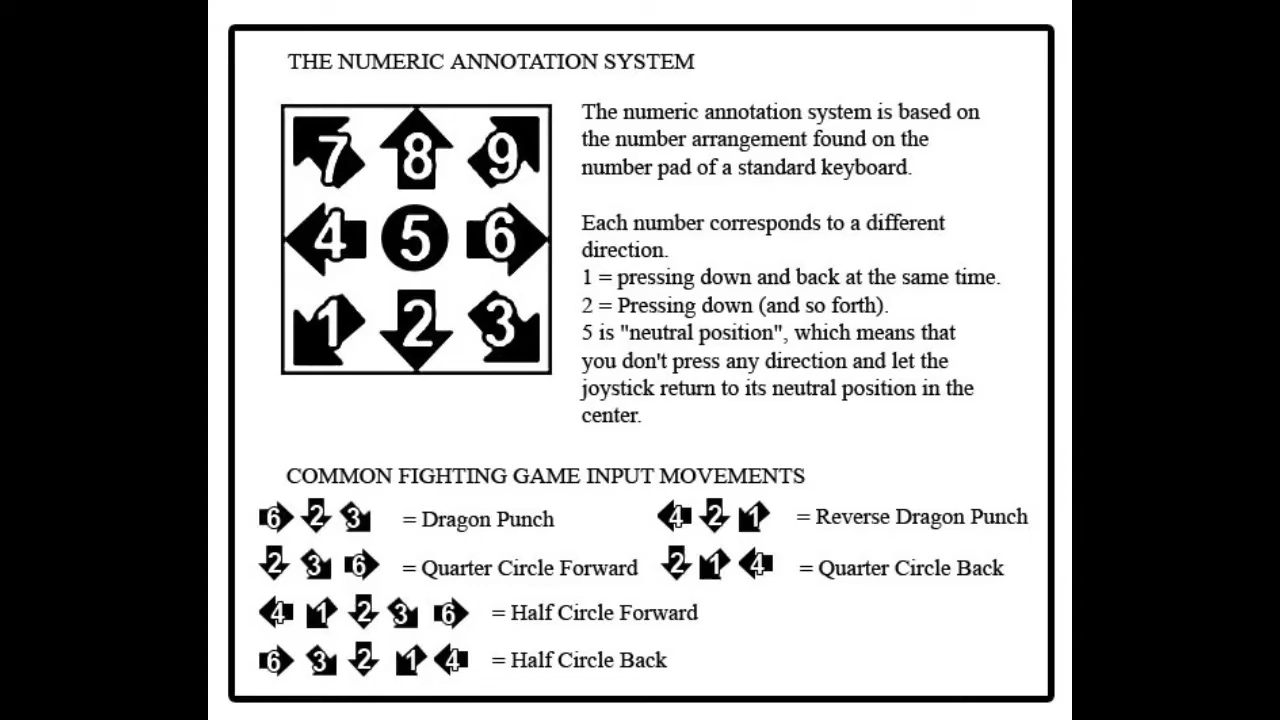 THE NUMERIC ANNOTATION SYSTEM
7 8 9
4 5 6
1 2 3
The numeric annotation system is based on
the number arrangement found on the
number pad of a standard keyboard.
Each number corresponds to a different
direction.
1 = pressing down and back at the same time.
2 = Pressing down (and so forth).
5 is "neutral position", which means that
you don't press any direction and let the
joystick return to its neutral position in the
center.
COMMON FIGHTING GAME INPUT MOVEMENTS
6 2 3 = Dragon Punch
4 2 1 = Reverse Dragon Punch
2 3 6 = Quarter Circle Forward
2 1 4 = Quarter Circle Back
4 1 2 3 6 = Half Circle Forward
6 3 2 1 4 = Half Circle Back